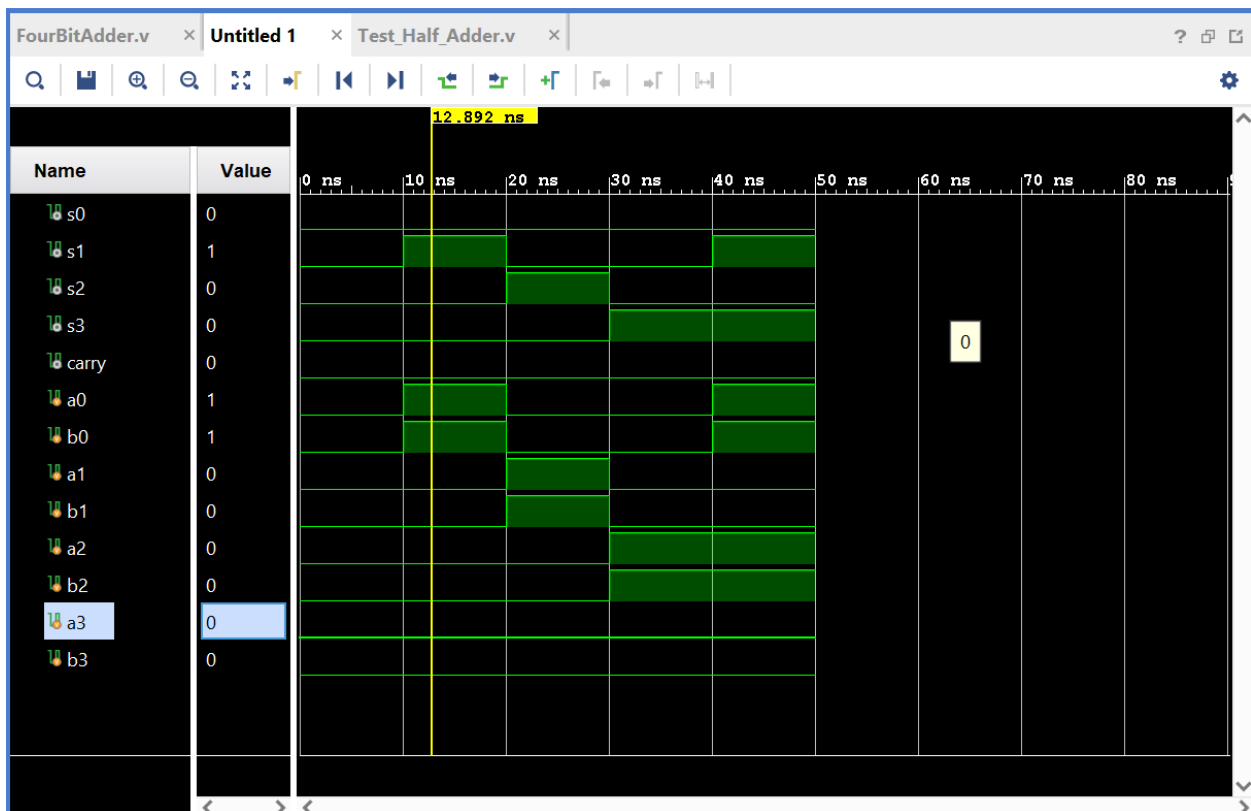 FourBitAdder.v × Untitled 1 × Test_Half_Adder.v × ?
12.892 ns
Name Value
0 ns 10 ns 20 ns 30 ns 40 ns 50 ns 60 ns 70 ns 80 ns
s0 0
s1 1
s2 0
s3 0
0
carry 0
a0 1
b0 1
a1 0
b1 0
a2 0
b2 0
a3 0
b3 0